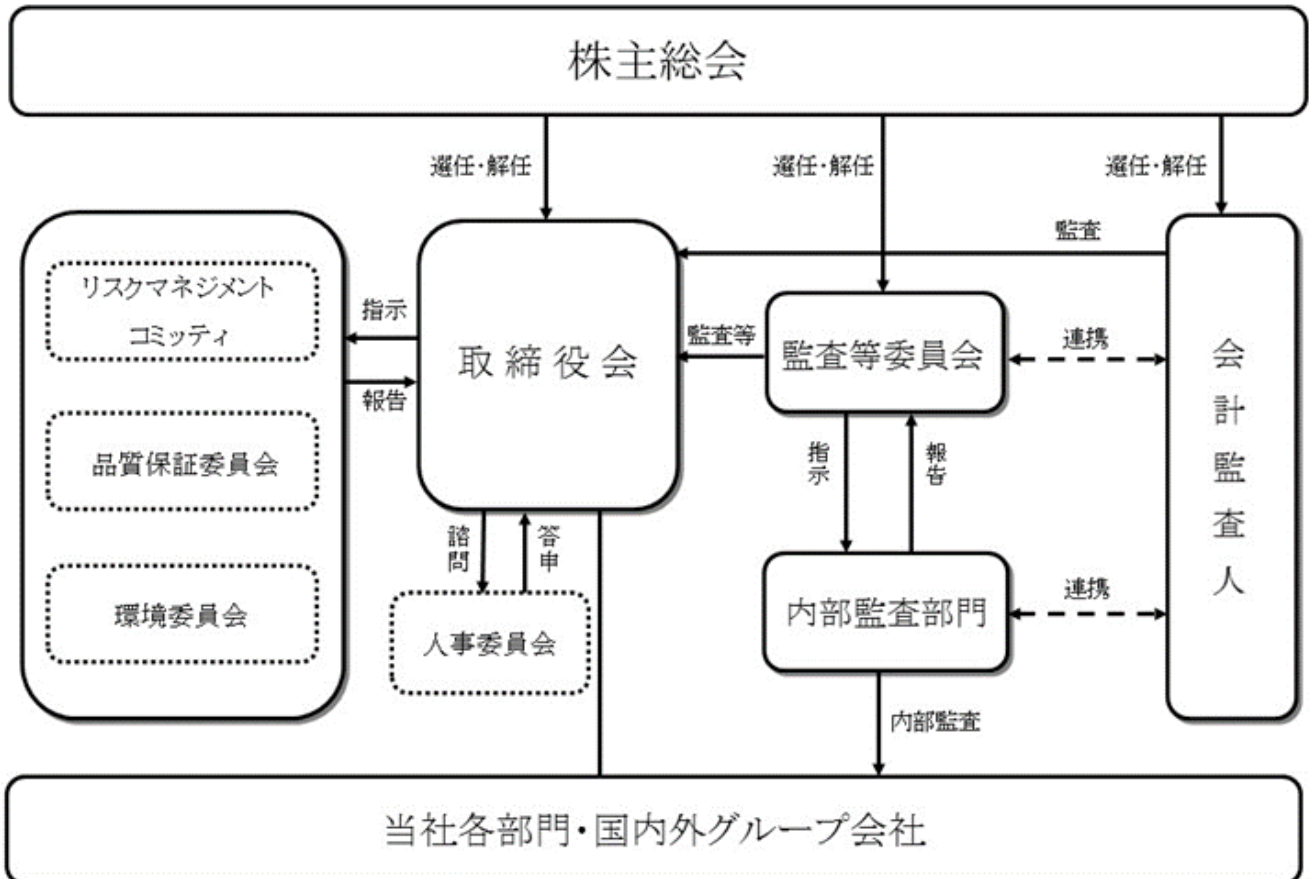 株主総会
選任・解任
選任・解任
選任・解任
監査
リスクマネジメント
コミッティ
品質保証委員会
環境委員会
指示
報告
取締役会
監査等
監査等委員会
連携
会計監査人
指示
報告
諮問
答申
人事委員会
内部監査部門
連携
内部監査
当社各部門・国内外グループ会社